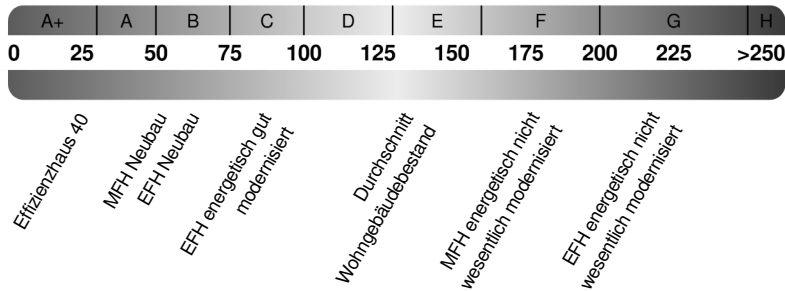 A+ A B C D E F G H
0 25 50 75 100 125 150 175 200 225 >250
Effizienzhaus 40
MFH Neubau
EFH Neubau
EFH energetisch gut
modernisiert
Durchschnitt
Wohngebäudebestand
MFH energetisch nicht
wesentlich modernisiert
EFH energetisch nicht
wesentlich modernisiert